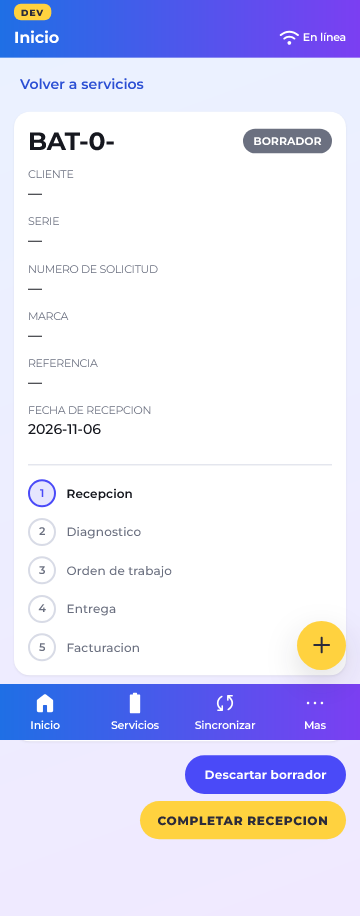 DEV
Inicio
En línea
Volver a servicios
BAT-0-
BORRADOR
CLIENTE
—
SERIE
—
NUMERO DE SOLICITUD
—
MARCA
—
REFERENCIA
—
FECHA DE RECEPCION
2026-11-06
1 Recepcion
2 Diagnostico
3 Orden de trabajo
4 Entrega
5 Facturacion
+
Inicio Servicios Sincronizar Mas
Descartar borrador
COMPLETAR RECEPCION